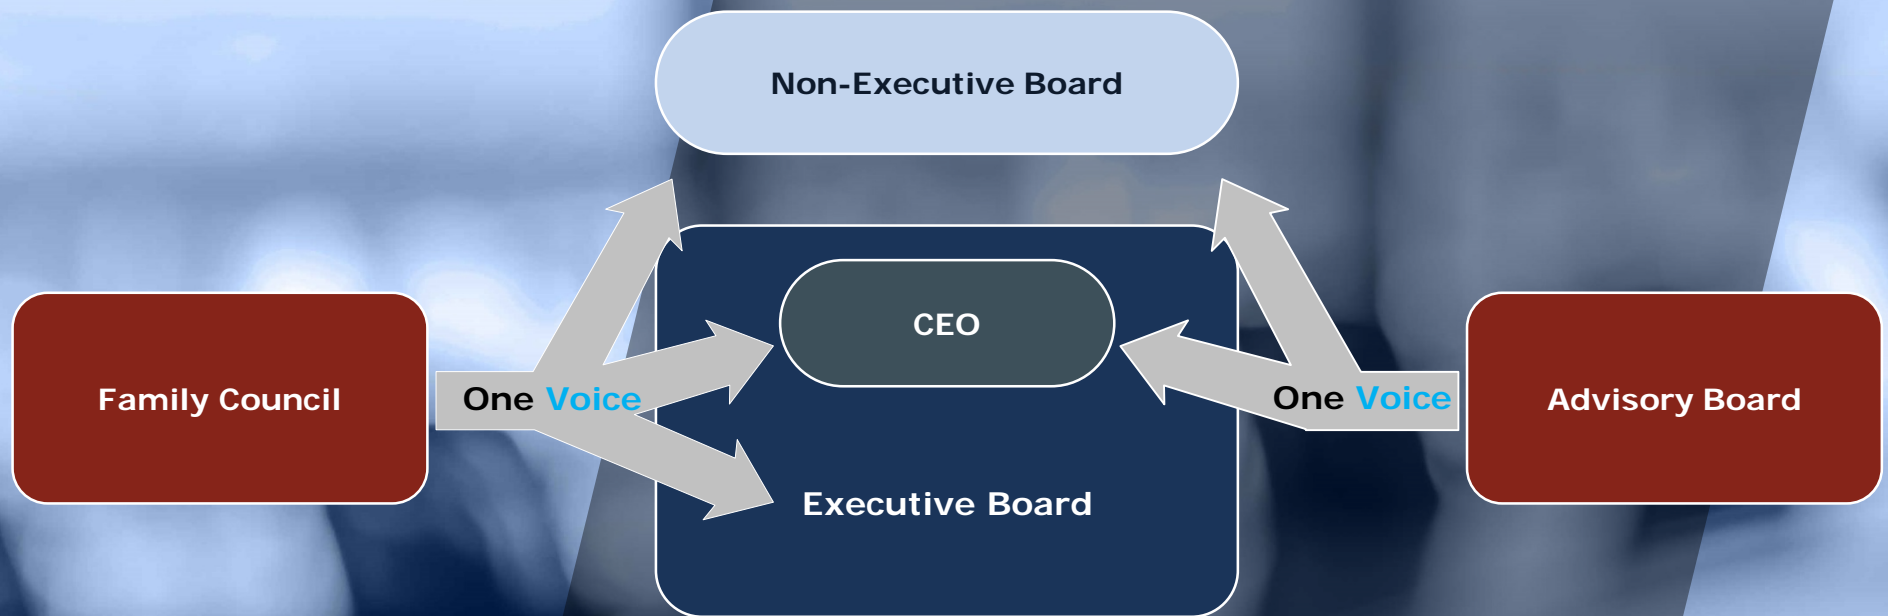 Non-Executive Board
CEO
Family Council
One Voice
One Voice
Advisory Board
Executive Board